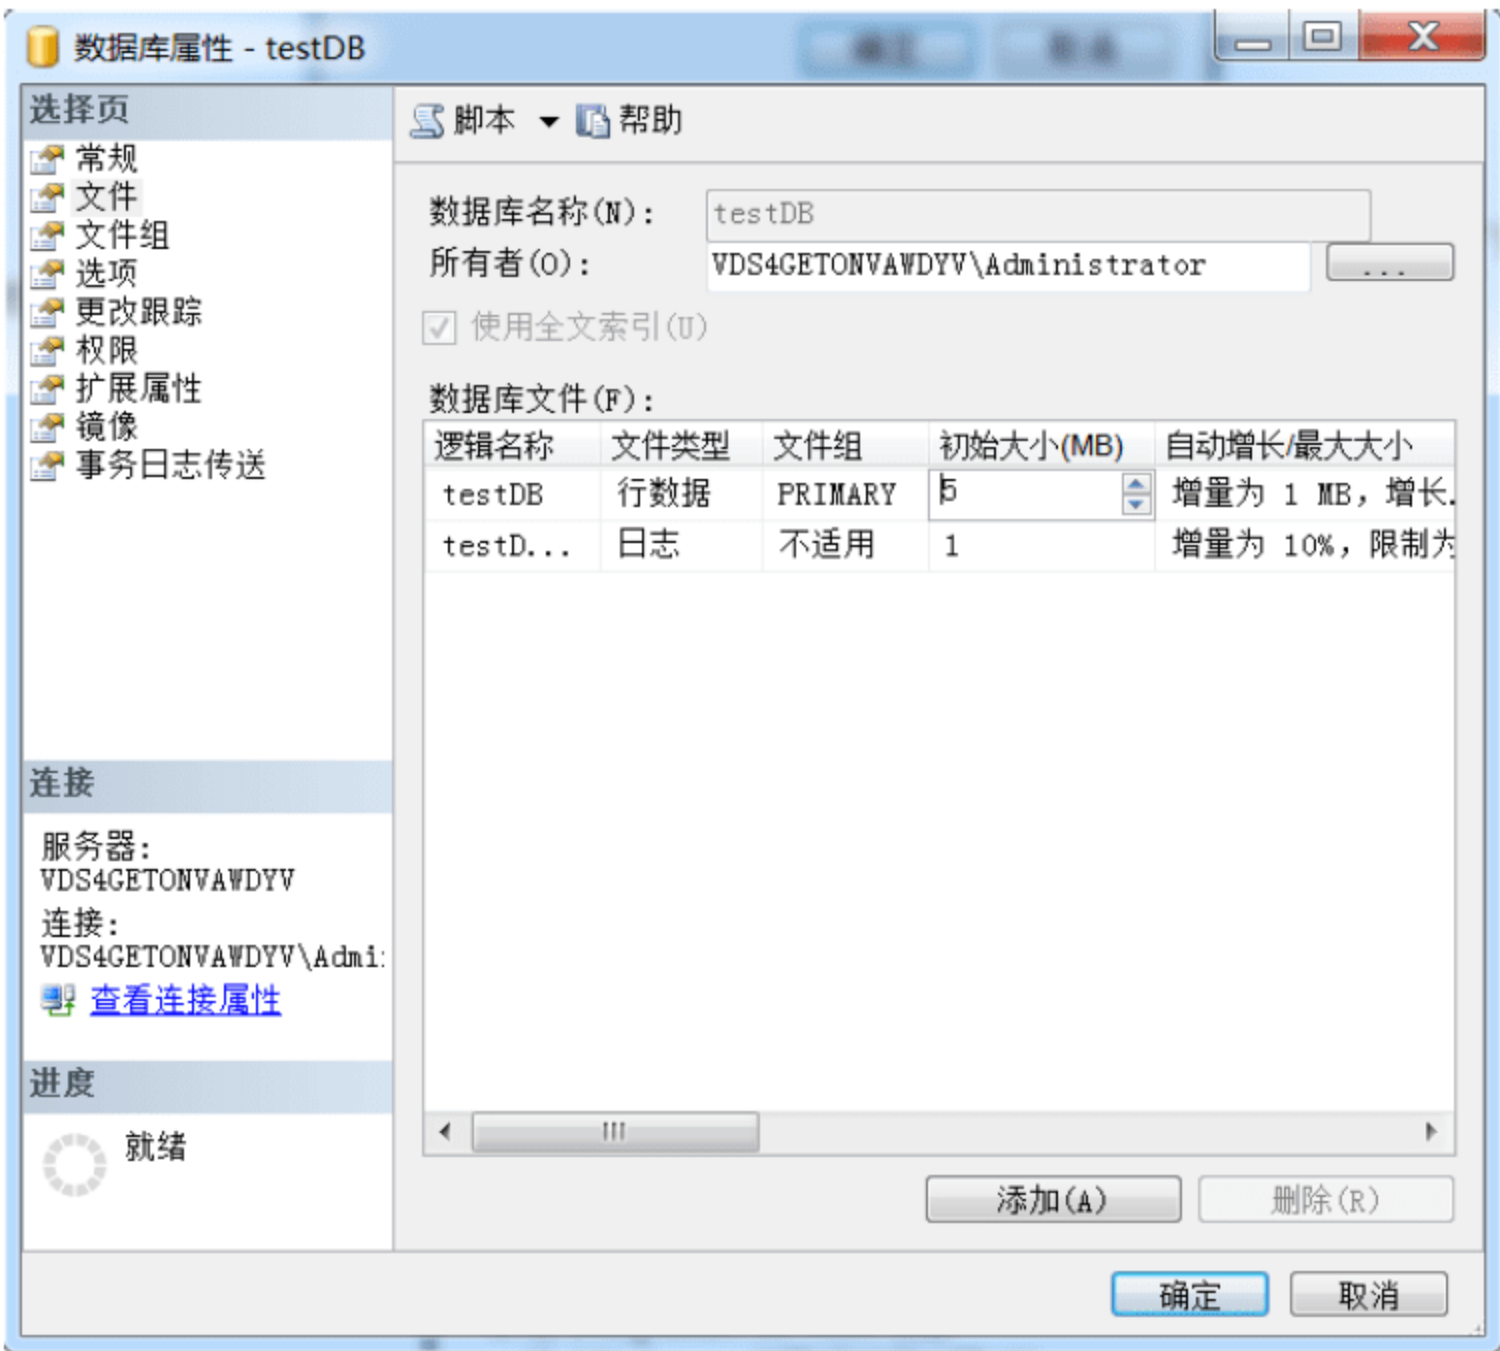 数据库属性 - testDB
选择页
常规
文件
文件组
选项
更改跟踪
权限
扩展属性
镜像
事务日志传送
连接
服务器:
VDS4GETONVAWDYV
连接:
VDS4GETONVAWDYV\Admi
查看连接属性
进度
就绪
脚本 帮助
数据库名称(N): testDB
所有者(O): VDS4GETONVAWDYV\Administrator ...
使用全文索引(U)
数据库文件(F):
逻辑名称 文件类型 文件组 初始大小(MB) 自动增长/最大大小
testDB 行数据 PRIMARY 5 增量为 1 MB，增长.
testD... 日志 不适用 1 增量为 10%，限制为
添加(A) 删除(R)
确定 取消